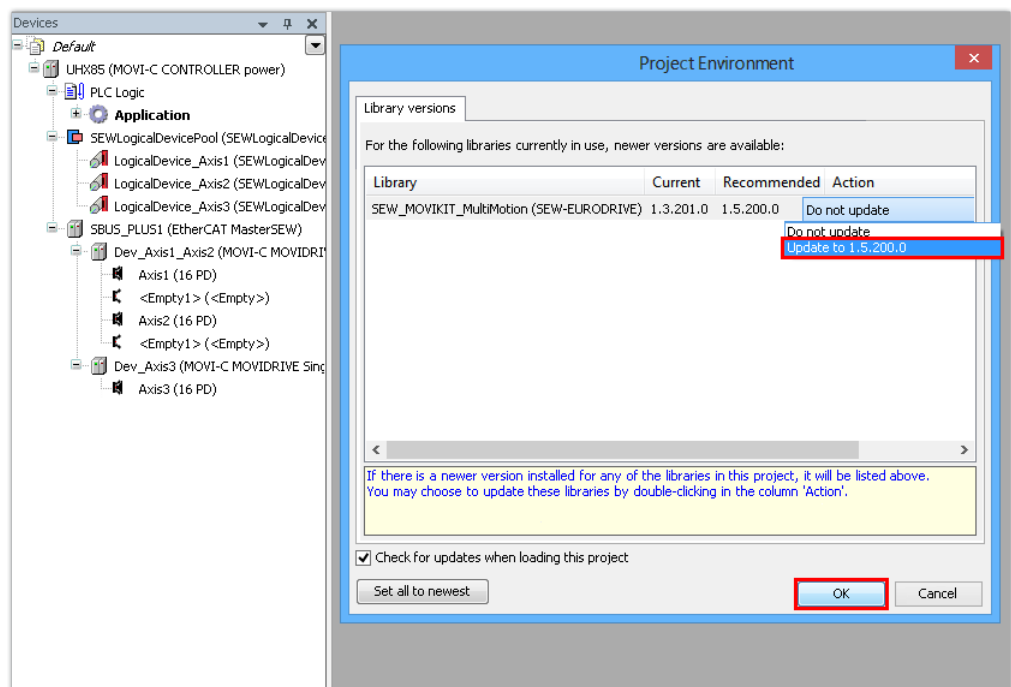 Devices
Default
UHX85 (MOVI-C CONTROLLER power)
PLC Logic
Application
SEWLogicalDevicePool (SEWLogicalDevice
LogicalDevice_Axis1 (SEWLogicalDev
LogicalDevice_Axis2 (SEWLogicalDev
LogicalDevice_Axis3 (SEWLogicalDev
SBUS_PLUS1 (EtherCAT MasterSEW)
Dev_Axis1_Axis2 (MOVI-C MOVIDRI
Axis1 (16 PD)
<Empty1> (<Empty>)
Axis2 (16 PD)
<Empty1> (<Empty>)
Dev_Axis3 (MOVI-C MOVIDRIVE Sing
Axis3 (16 PD)
Project Environment
Library versions
For the following libraries currently in use, newer versions are available:
Library Current Recommended Action
SEW_MOVIKIT_MultiMotion (SEW-EURODRIVE) 1.3.201.0 1.5.200.0 Do not update
Do not update
Update to 1.5.200.0
If there is a newer version installed for any of the libraries in this project, it will be listed above.
You may choose to update these libraries by double-clicking in the column 'Action'.
Check for updates when loading this project
Set all to newest OK Cancel